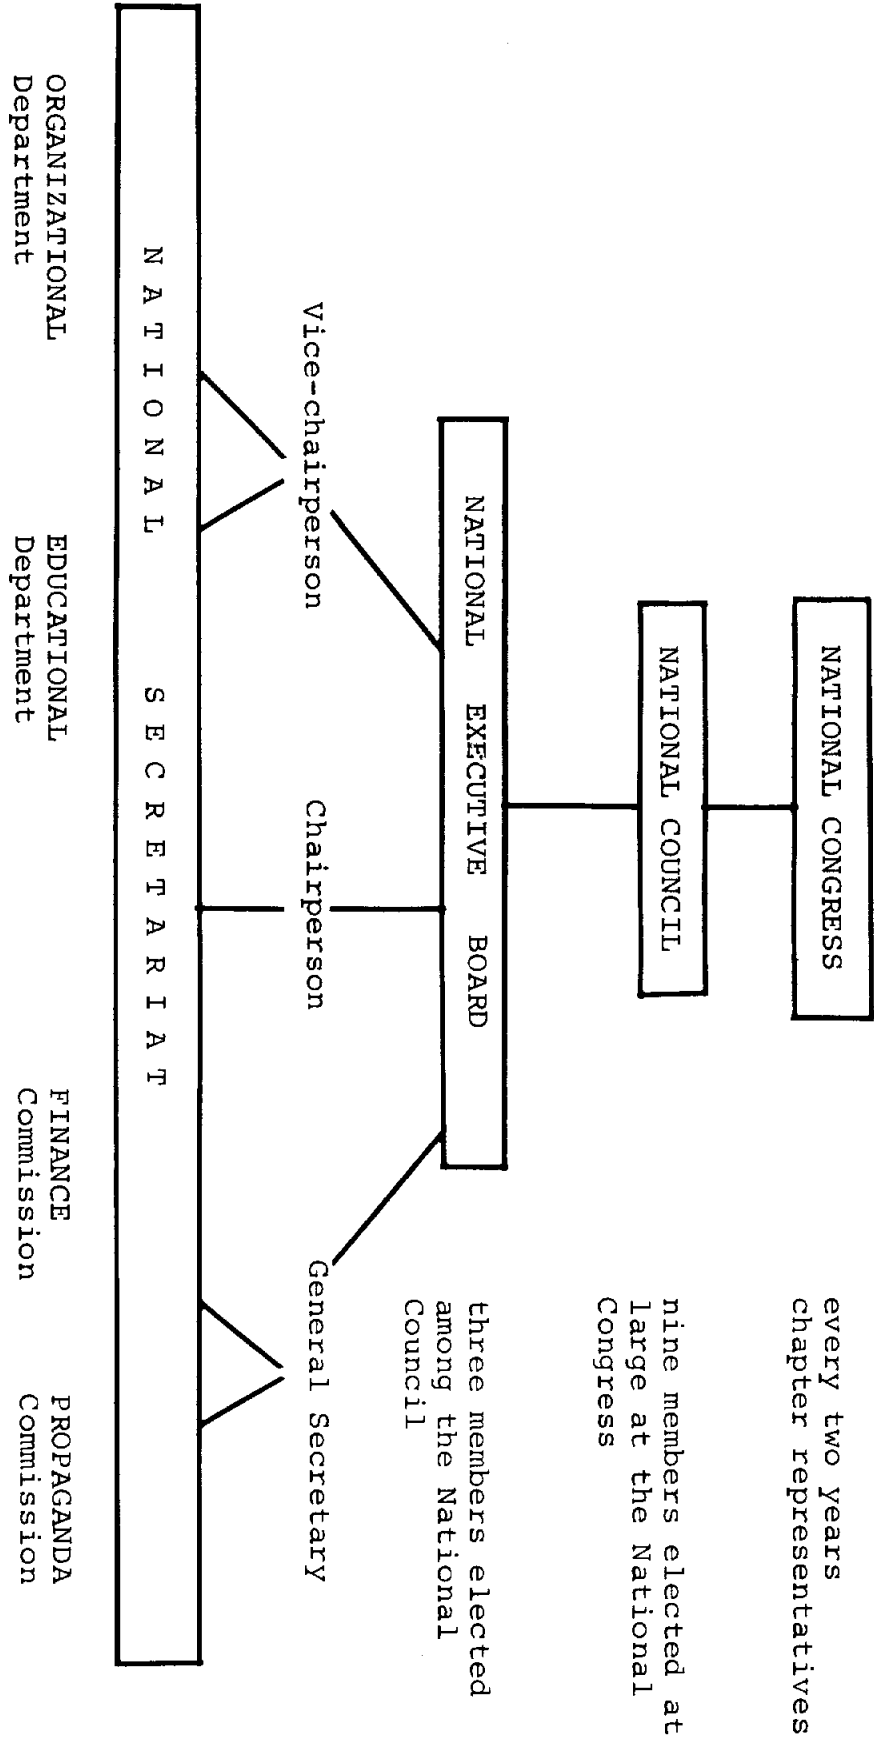 NATIONAL CONGRESS
every two years
chapter representatives
NATIONAL COUNCIL
nine members elected at
large at the National
Congress
NATIONAL EXECUTIVE BOARD
three members elected
among the National
Council
Vice-chairperson
Chairperson
General Secretary
NATIONAL SECRETARIAT
ORGANIZATIONAL
Department
EDUCATIONAL
Department
FINANCE
Commission
PROPAGANDA
Commission